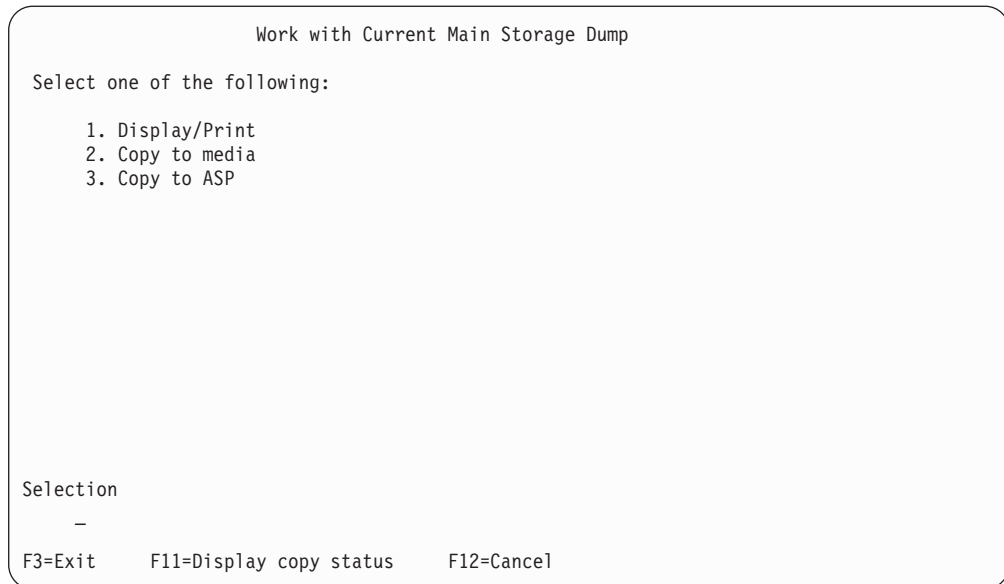 Work with Current Main Storage Dump
Select one of the following:
1. Display/Print
2. Copy to media
3. Copy to ASP
Selection
_
F3=Exit F11=Display copy status F12=Cancel